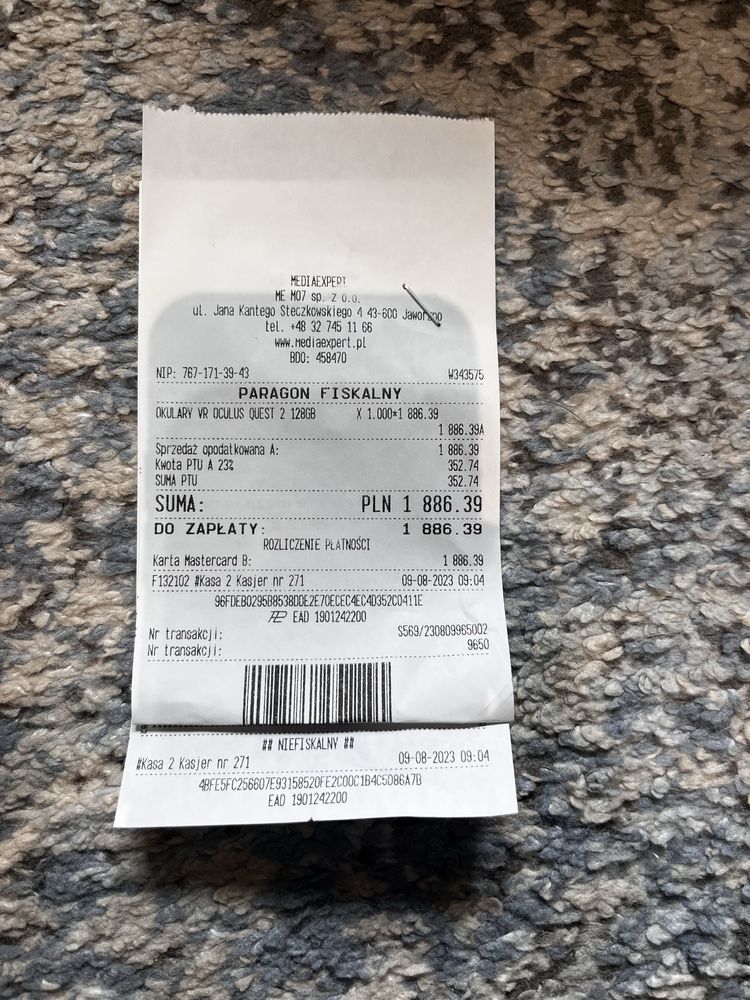 MEDIAEXPERT
ME M07 sp. z o.o.
ul. Jana Kantego Steczkowskiego 4 43-600 Jaworzno
tel. +48 32 745 11 66
www.mediaexpert.pl
BDO: 458470
NIP: 767-171-39-43 W343575
PARAGON FISKALNY
OKULARY VR OCULUS QUEST 2 128GB X 1.000*1 886.39
1 886.39A
Sprzedaż opodatkowana A: 1 886.39
Kwota PTU A 23% 352.74
SUMA PTU 352.74
SUMA: PLN 1 886.39
DO ZAPŁATY: 1 886.39
ROZLICZENIE PŁATNOŚCI
Karta Mastercard B: 1 886.39
F132102 #Kasa 2 Kasjer nr 271 09-08-2023 09:04
96FDEB0295B8538DDE2E70ECEC4EC4D352C0411E
EAD 1901242200
Nr transakcji: S569/230809965002
Nr transakcji: 9650
## NIEFISKALNY ##
#Kasa 2 Kasjer nr 271 09-08-2023 09:04
4BFE5FC256607E93158520FE2C00C1B4C5D86A7B
EAD 1901242200